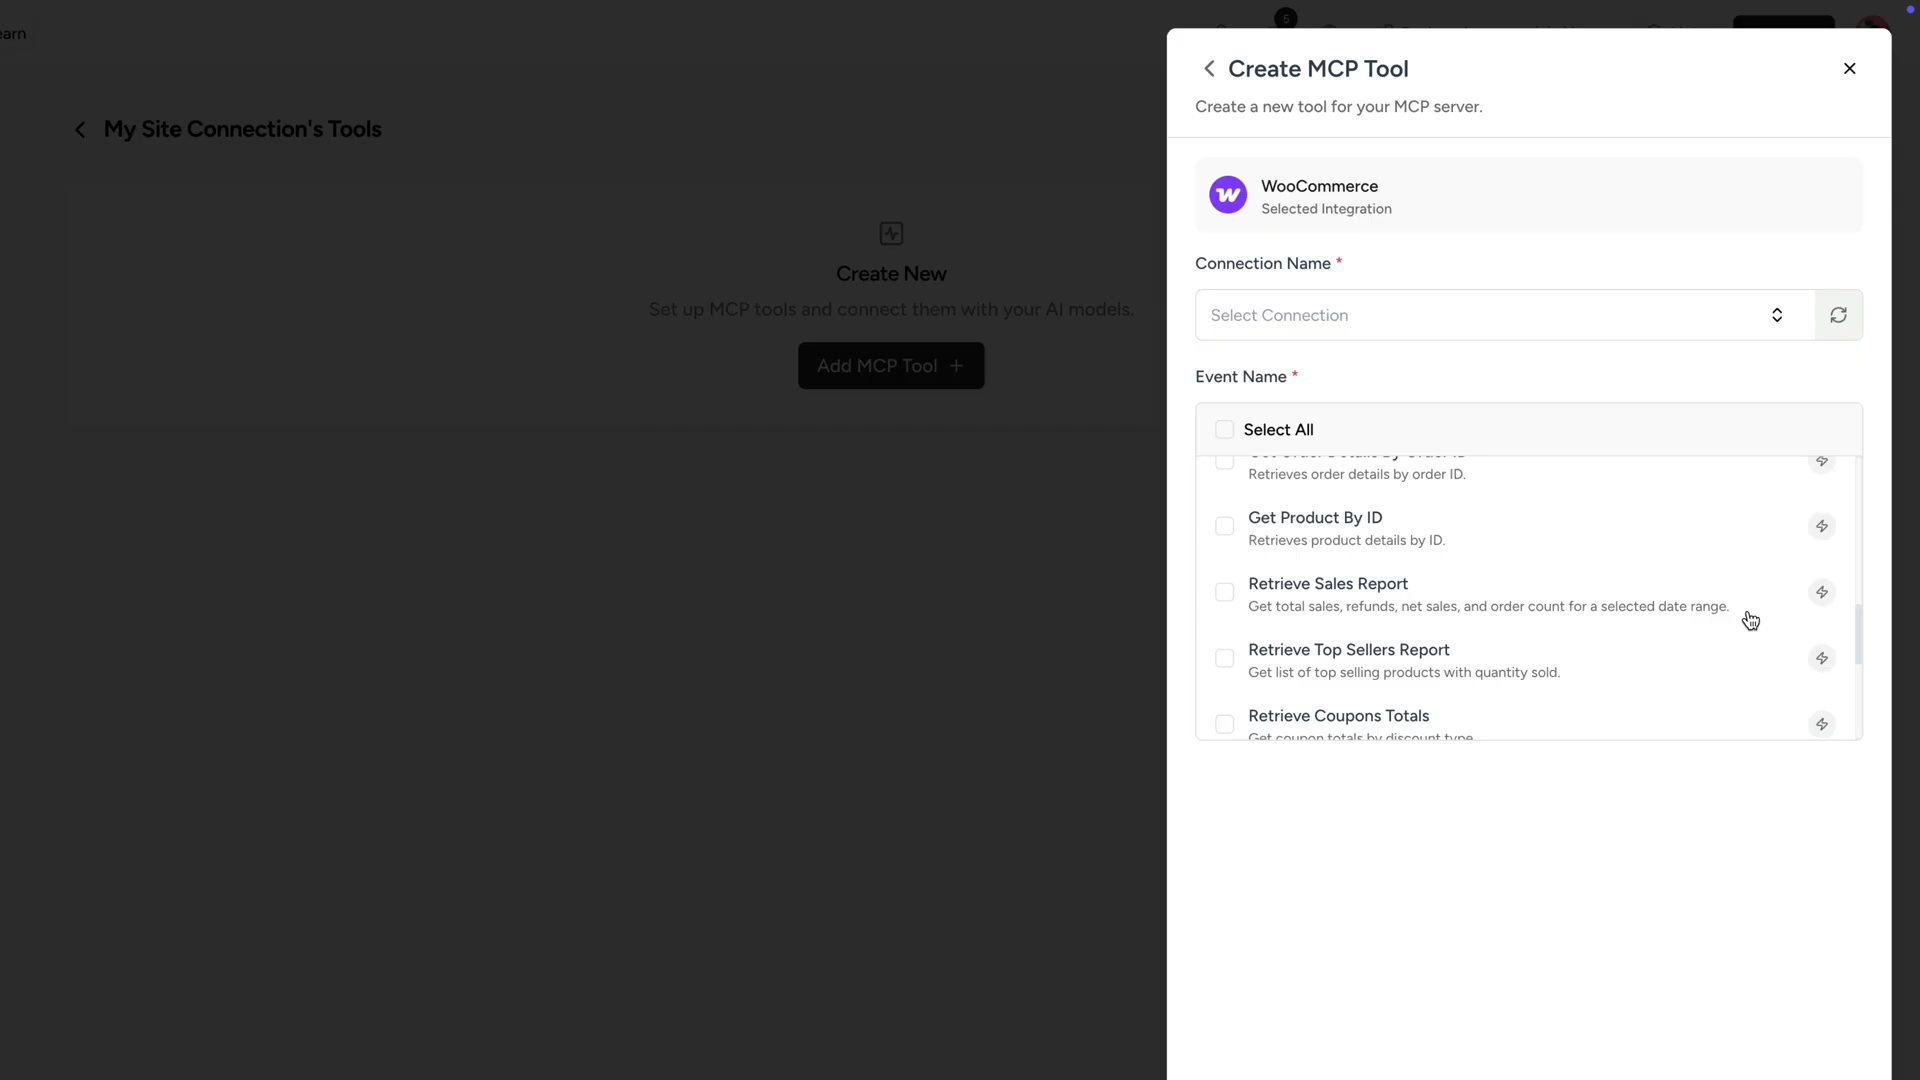 earn
5
My Site Connection's Tools
Create New
Set up MCP tools and connect them with your AI models.
Add MCP Tool +
Create MCP Tool
Create a new tool for your MCP server.
WooCommerce
Selected Integration
Connection Name *
Select Connection
Event Name *
Select All
Get Order Details By Order ID
Retrieves order details by order ID.
Get Product By ID
Retrieves product details by ID.
Retrieve Sales Report
Get total sales, refunds, net sales, and order count for a selected date range.
Retrieve Top Sellers Report
Get list of top selling products with quantity sold.
Retrieve Coupons Totals
Get coupon totals by discount type